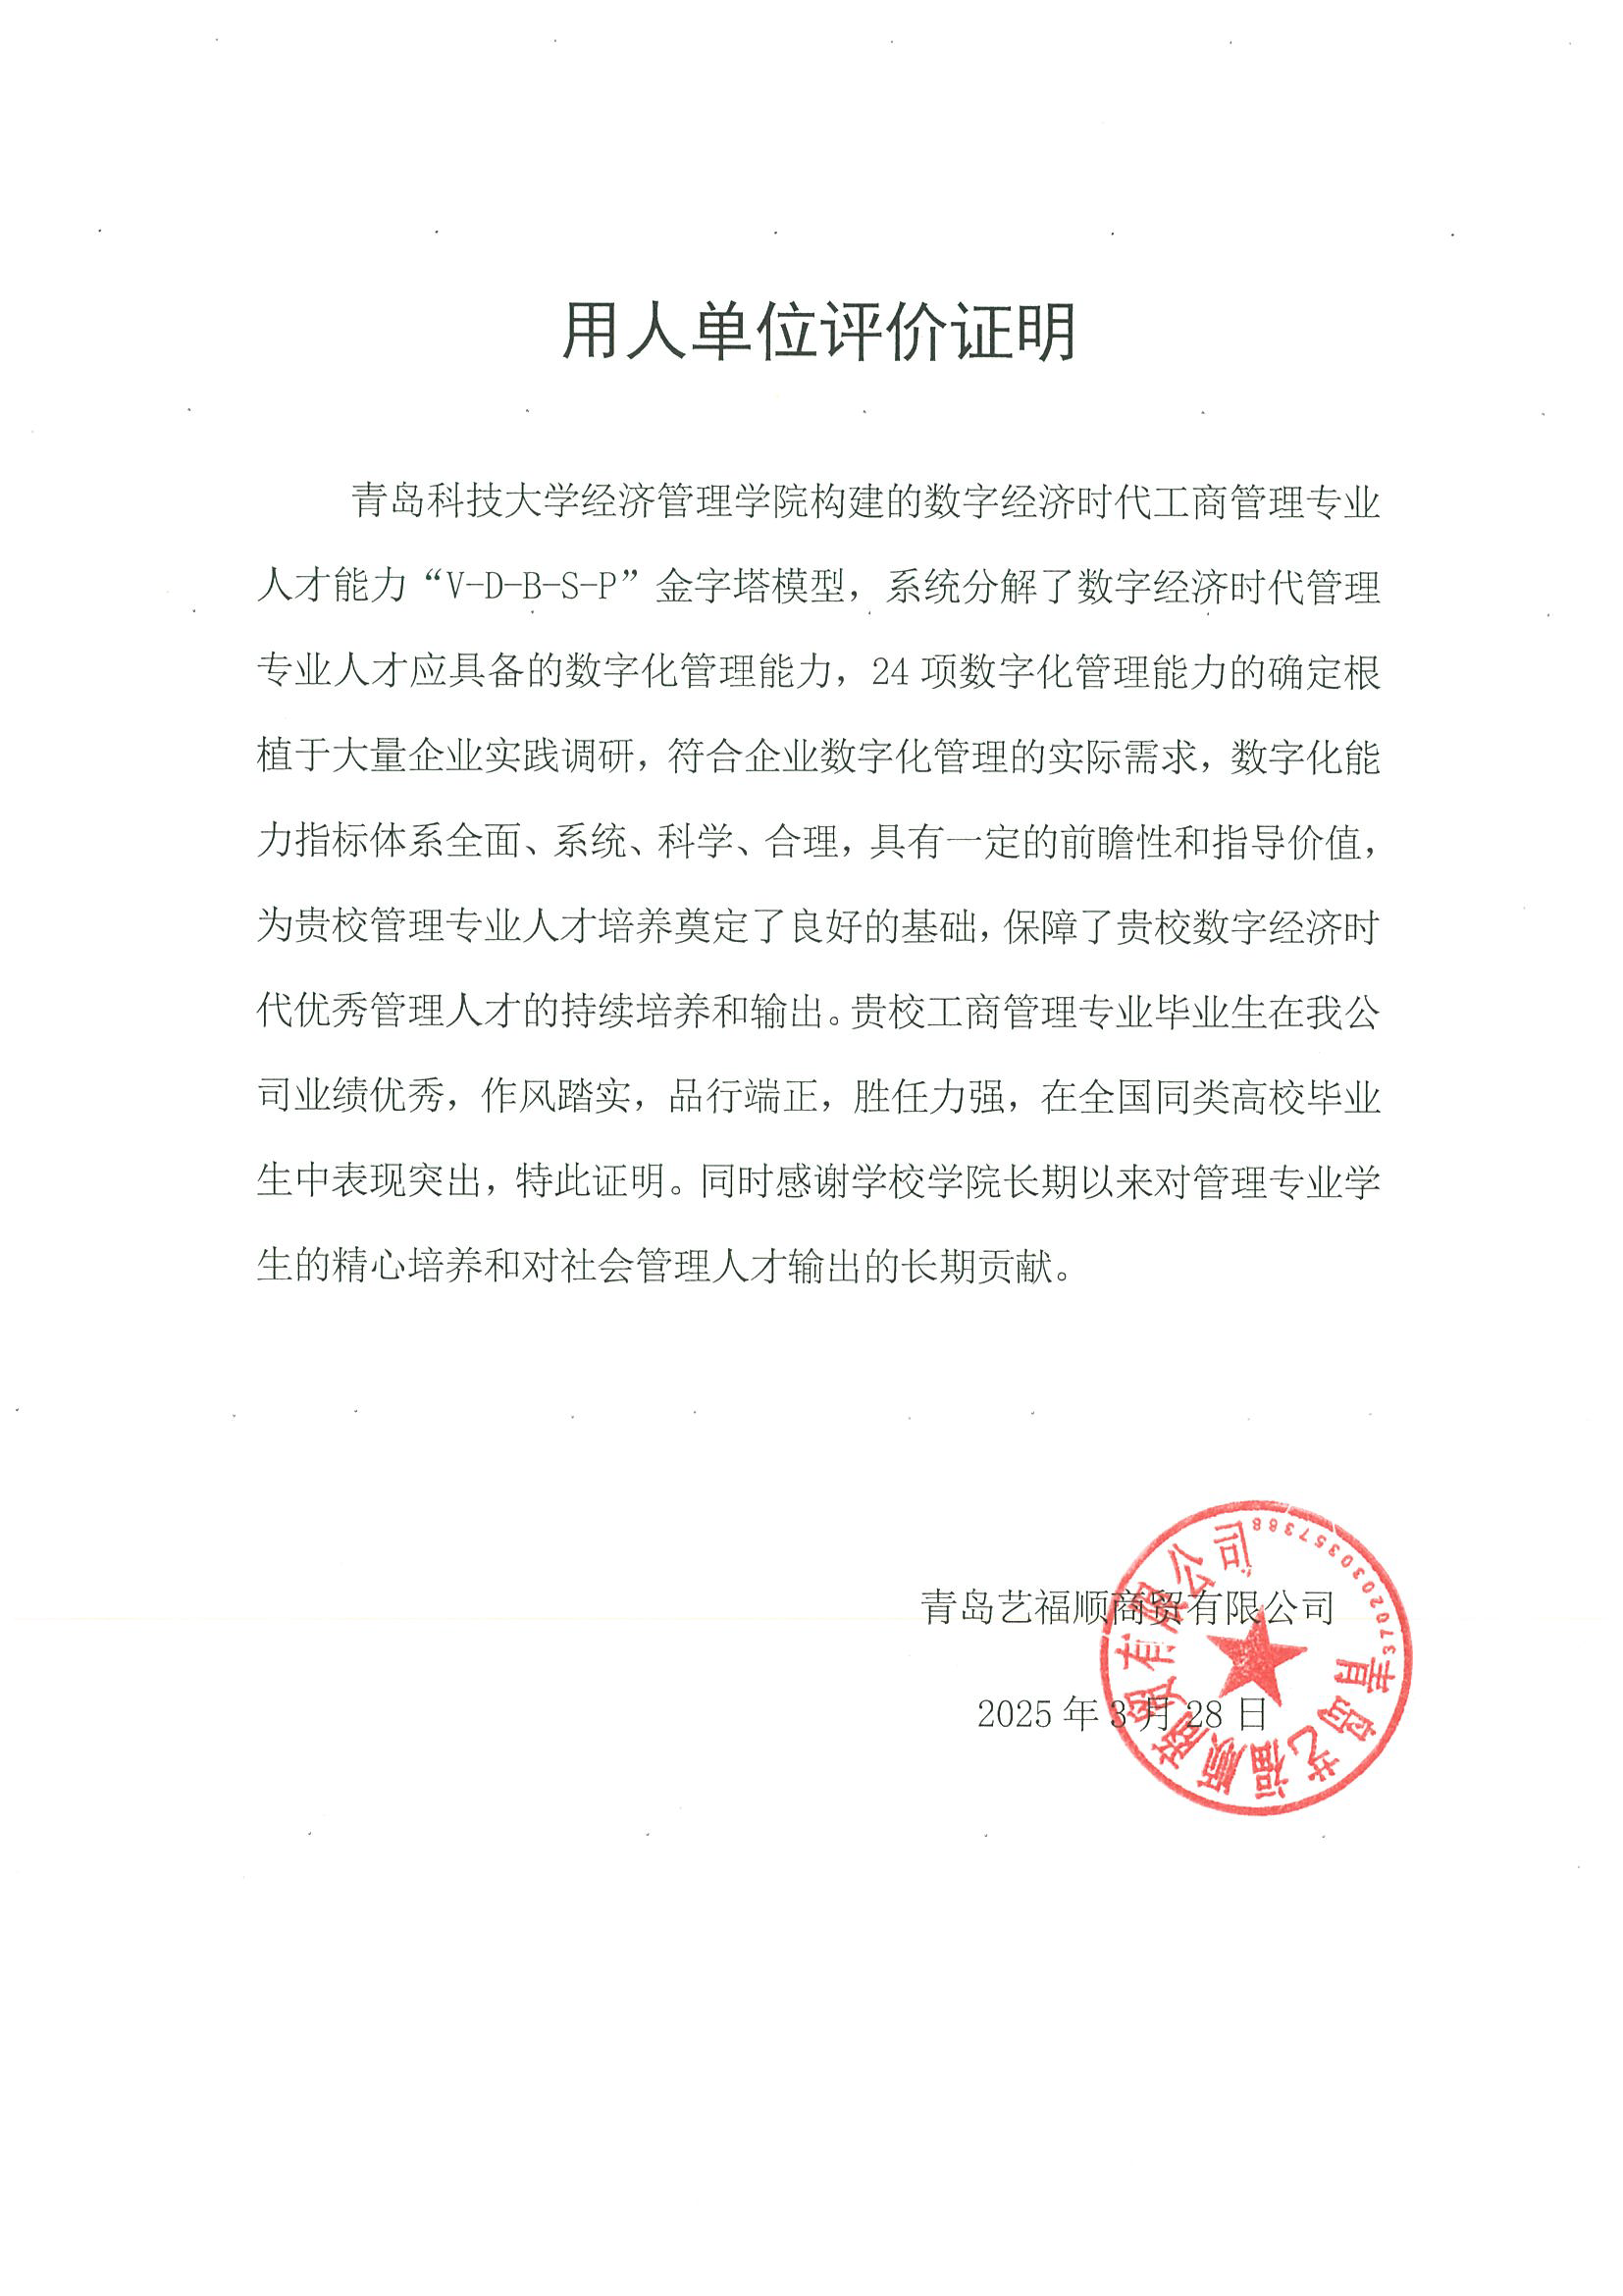 用人单位评价证明
青岛科技大学经济管理学院构建的数字经济时代工商管理专业
人才能力“V-D-B-S-P”金字塔模型，系统分解了数字经济时代管理
专业人才应具备的数字化管理能力，24 项数字化管理能力的确定根
植于大量企业实践调研，符合企业数字化管理的实际需求，数字化能
力指标体系全面、系统、科学、合理，具有一定的前瞻性和指导价值，
为贵校管理专业人才培养奠定了良好的基础，保障了贵校数字经济时
代优秀管理人才的持续培养和输出。贵校工商管理专业毕业生在我公
司业绩优秀，作风踏实，品行端正，胜任力强，在全国同类高校毕业
生中表现突出，特此证明。同时感谢学校学院长期以来对管理专业学
生的精心培养和对社会管理人才输出的长期贡献。
青岛艺福顺商贸有限公司
2025 年 3 月 28 日
青岛艺福顺商贸有限公司
3702030357388